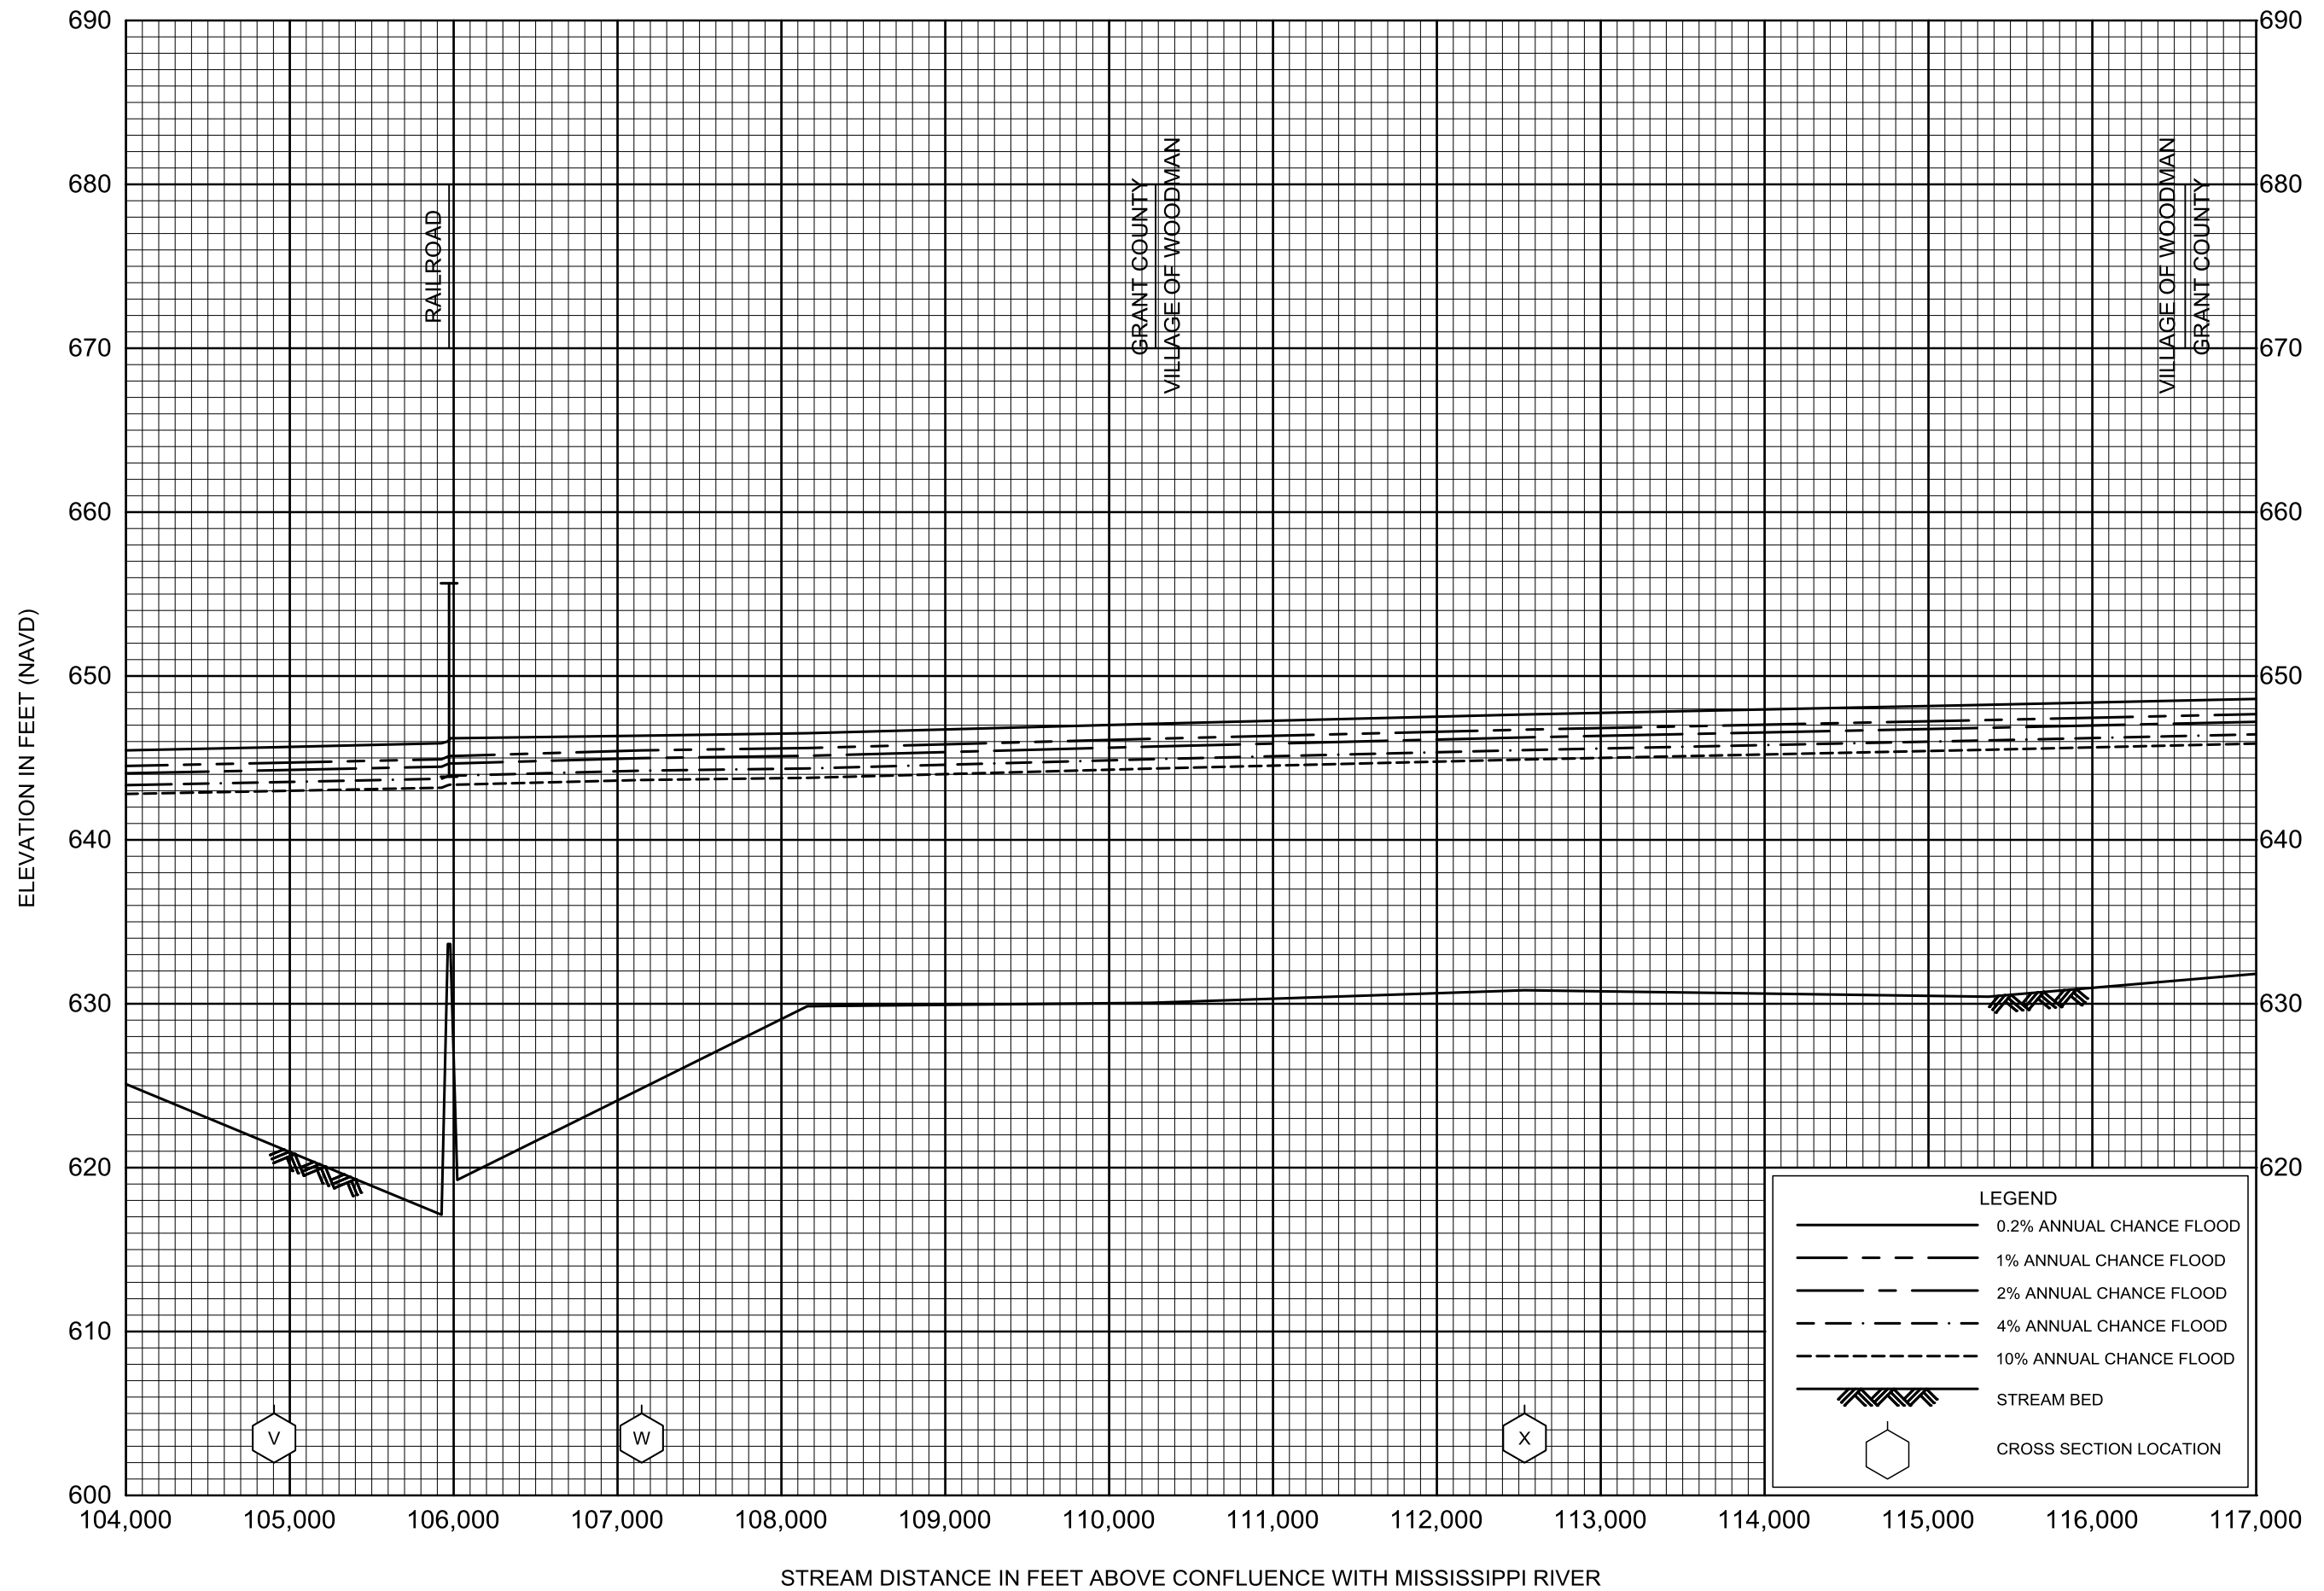 690
680
670
660
650
640
630
620
610
600
690
680
670
660
650
640
630
620
ELEVATION IN FEET (NAVD)
RAILROAD
GRANT COUNTY
VILLAGE OF WOODMAN
VILLAGE OF WOODMAN
GRANT COUNTY
V
W
X
LEGEND
0.2% ANNUAL CHANCE FLOOD
1% ANNUAL CHANCE FLOOD
2% ANNUAL CHANCE FLOOD
4% ANNUAL CHANCE FLOOD
10% ANNUAL CHANCE FLOOD
STREAM BED
CROSS SECTION LOCATION
104,000 105,000 106,000 107,000 108,000 109,000 110,000 111,000 112,000 113,000 114,000 115,000 116,000 117,000
STREAM DISTANCE IN FEET ABOVE CONFLUENCE WITH MISSISSIPPI RIVER